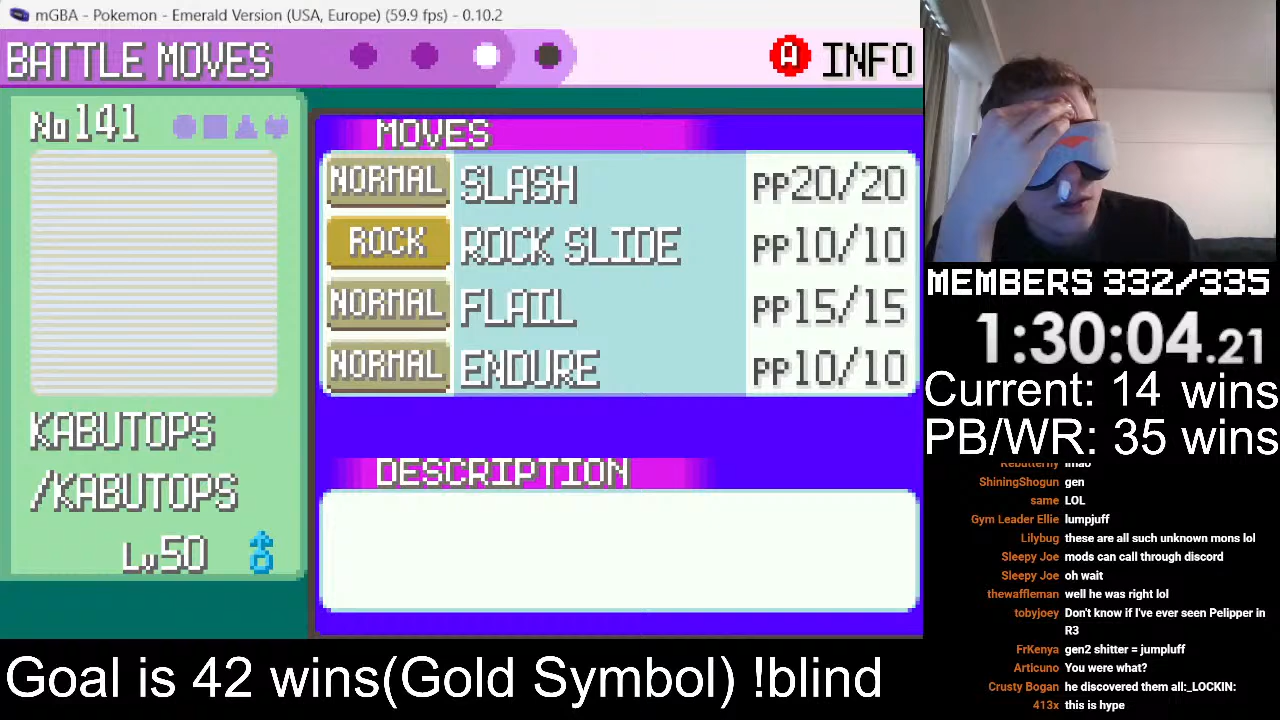 mGBA - Pokemon - Emerald Version (USA, Europe) (59.9 fps) - 0.10.2
BATTLE MOVES
A INFO
No141
MOVES
NORMAL SLASH PP20/20
ROCK ROCK SLIDE PP10/10
NORMAL FLAIL PP15/15
NORMAL ENDURE PP10/10
KABUTOPS
/KABUTOPS
Lv50 ♂
DESCRIPTION
MEMBERS 332/335
1:30:04.21
Current: 14 wins
PB/WR: 35 wins
ShiningShogun gen
same LOL
Gym Leader Ellie lumpjuff
Lilybug these are all such unknown mons lol
Sleepy Joe mods can call through discord
Sleepy Joe oh wait
thewaffleman well he was right lol
tobyjoey Don't know if I've ever seen Pelipper in
R3
FrKenya gen2 shitter = jumpluff
Articuno You were what?
Crusty Bogan he discovered them all:_LOCKIN:
413x this is hype
Goal is 42 wins(Gold Symbol) !blind